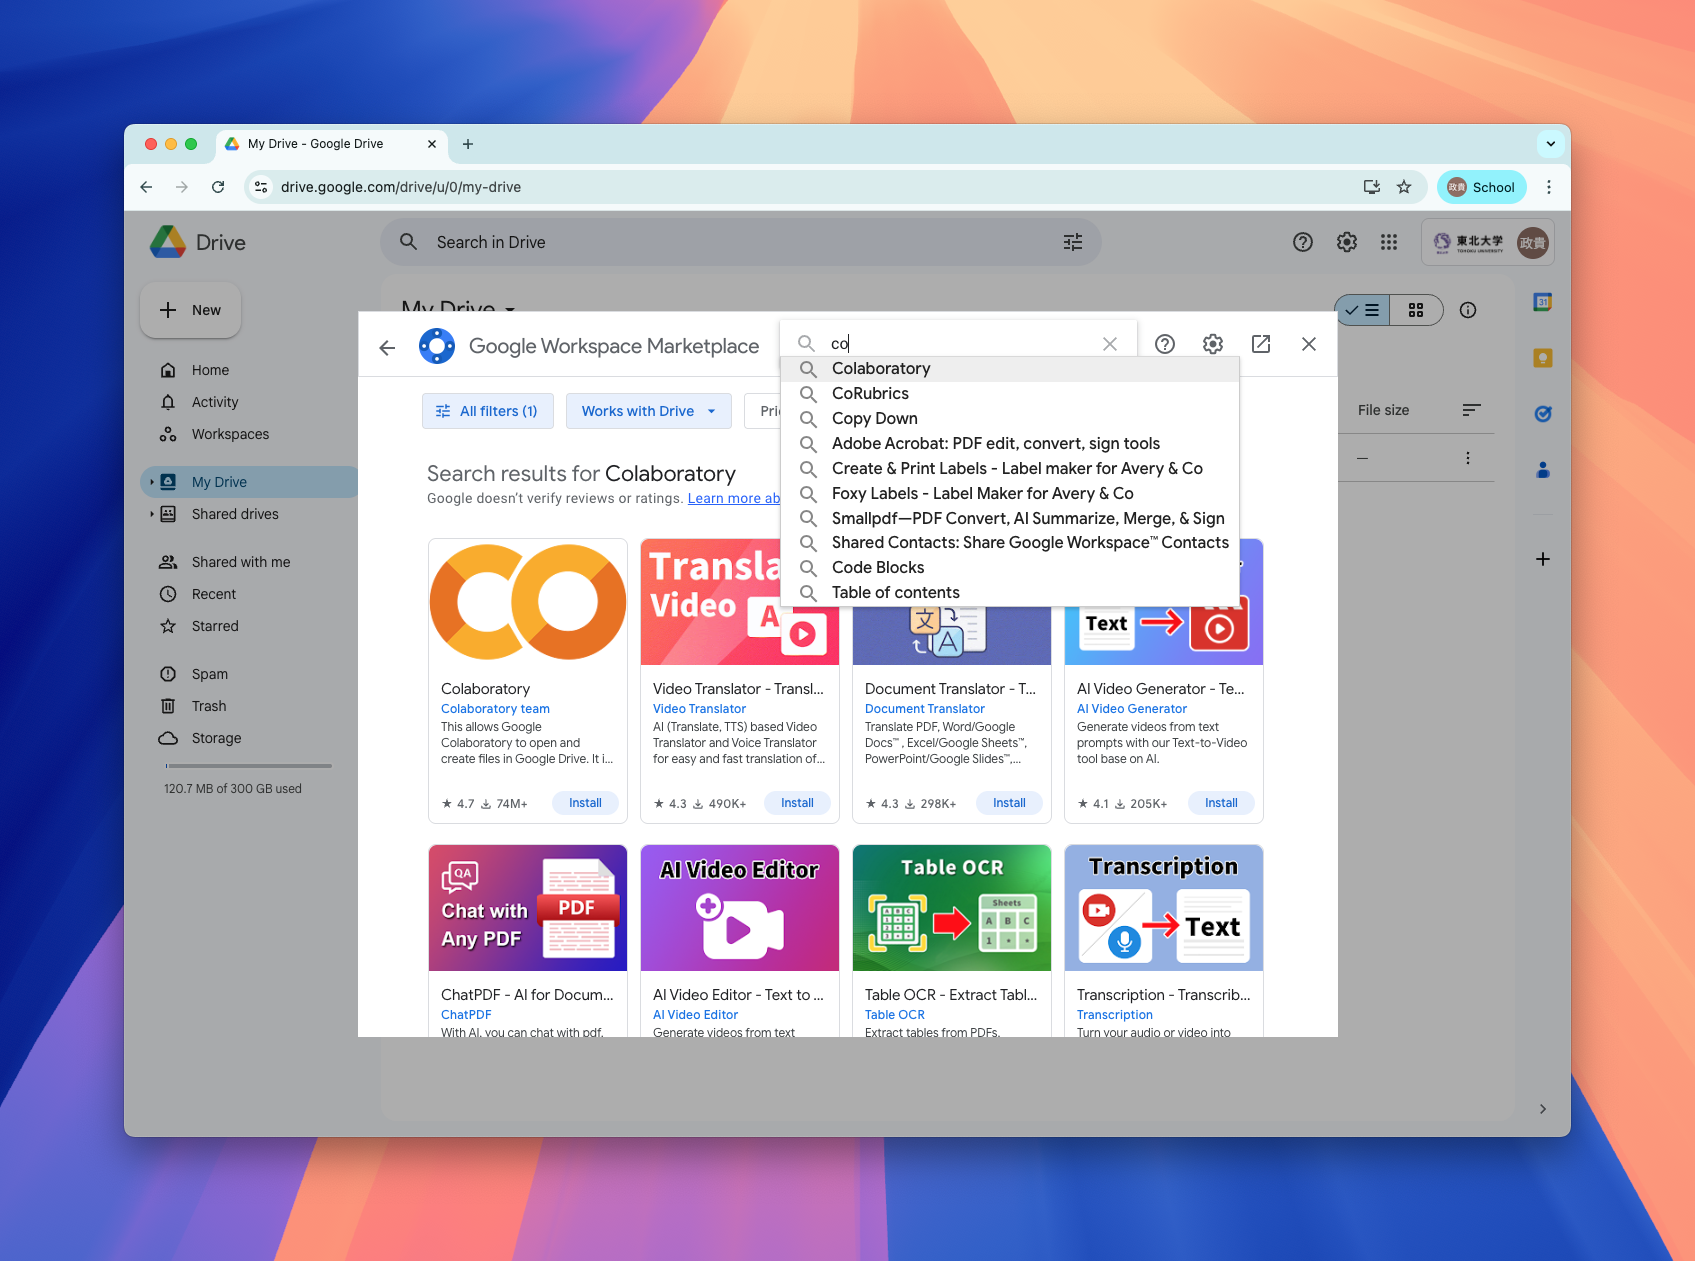 My Drive - Google Drive
drive.google.com/drive/u/0/my-drive
政貴 School
Drive
Search in Drive
東北大学
TOHOKU UNIVERSITY
政貴
New
My Drive
Home
Activity
Workspaces
My Drive
Shared drives
Shared with me
Recent
Starred
Spam
Trash
Storage
120.7 MB of 300 GB used
File size
—
31
Google Workspace Marketplace
co
Colaboratory
CoRubrics
Copy Down
Adobe Acrobat: PDF edit, convert, sign tools
Create & Print Labels - Label maker for Avery & Co
Foxy Labels - Label Maker for Avery & Co
Smallpdf—PDF Convert, AI Summarize, Merge, & Sign
Shared Contacts: Share Google Workspace™ Contacts
Code Blocks
Table of contents
All filters (1)
Works with Drive
Pri
Search results for Colaboratory
Google doesn't verify reviews or ratings. Learn more ab
Colaboratory
Colaboratory team
This allows Google
Colaboratory to open and
create files in Google Drive. It i...
4.7 74M+ Install
Transla
Video
A
Video Translator - Transl...
Video Translator
AI (Translate, TTS) based Video
Translator and Voice Translator
for easy and fast translation of...
4.3 490K+ Install
文
A
Document Translator - T...
Document Translator
Translate PDF, Word/Google
Docs™ , Excel/Google Sheets™,
PowerPoint/Google Slides™,...
4.3 298K+ Install
Text
AI Video Generator - Te...
AI Video Generator
Generate videos from text
prompts with our Text-to-Video
tool base on AI.
4.1 205K+ Install
QA
Chat with
Any PDF
PDF
ChatPDF - AI for Docum...
ChatPDF
With AI, you can chat with pdf,
AI Video Editor
AI Video Editor - Text to ...
AI Video Editor
Generate videos from text
Table OCR
Sheets
A B C
1
Table OCR - Extract Tabl...
Table OCR
Extract tables from PDFs,
Transcription
Text
Transcription - Transcrib...
Transcription
Turn your audio or video into